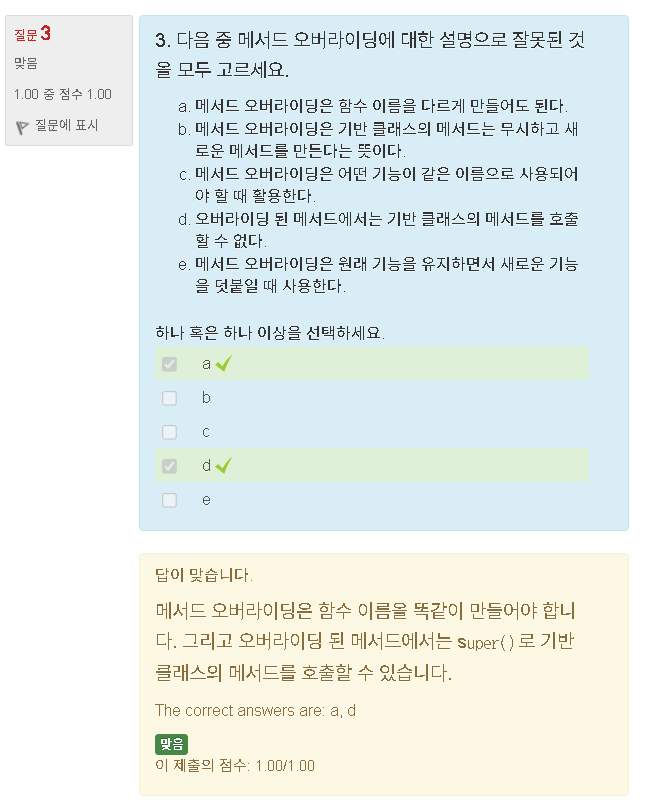 질문 3
맞음
1.00 중 점수 1.00
질문에 표시
3. 다음 중 메서드 오버라이딩에 대한 설명으로 잘못된 것
을 모두 고르세요.
a. 메서드 오버라이딩은 함수 이름을 다르게 만들어도 된다.
b. 메서드 오버라이딩은 기반 클래스의 메서드는 무시하고 새
로운 메서드를 만든다는 뜻이다.
c. 메서드 오버라이딩은 어떤 기능이 같은 이름으로 사용되어
야 할 때 활용한다.
d. 오버라이딩 된 메서드에서는 기반 클래스의 메서드를 호출
할 수 없다.
e. 메서드 오버라이딩은 원래 기능을 유지하면서 새로운 기능
을 덧붙일 때 사용한다.
하나 혹은 하나 이상을 선택하세요.
a
b
c
d
e
답이 맞습니다.
메서드 오버라이딩은 함수 이름을 똑같이 만들어야 합니
다. 그리고 오버라이딩 된 메서드에서는 super()로 기반
클래스의 메서드를 호출할 수 있습니다.
The correct answers are: a, d
맞음
이 제출의 점수: 1.00/1.00